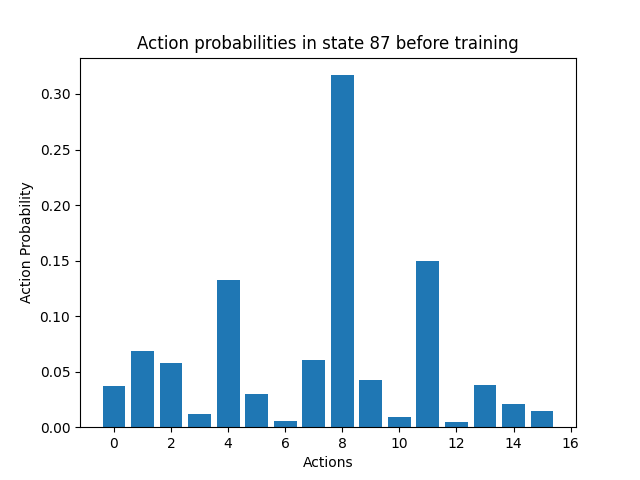 Action probabilities in state 87 before training
0.30
0.25
0.20
0.15
0.10
0.05
0.00
Action Probability
0 2 4 6 8 10 12 14 16
Actions